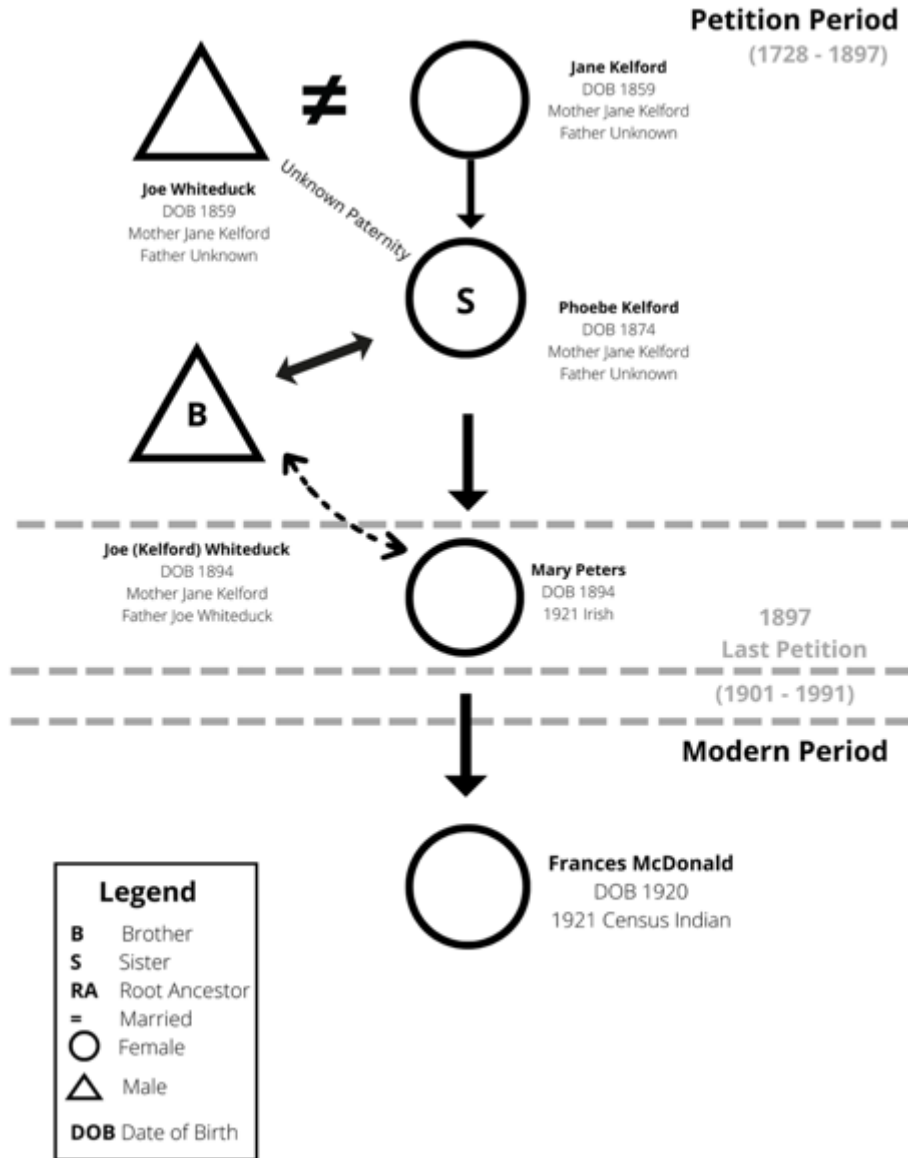 Petition Period
(1728 - 1897)
≠
Jane Kelford
DOB 1859
Mother Jane Kelford
Father Unknown
Joe Whiteduck
DOB 1859
Mother Jane Kelford
Father Unknown
Unknown Paternity
S
Phoebe Kelford
DOB 1874
Mother Jane Kelford
Father Unknown
B
Joe (Kelford) Whiteduck
DOB 1894
Mother Jane Kelford
Father Joe Whiteduck
Mary Peters
DOB 1894
1921 Irish
1897
Last Petition
(1901 - 1991)
Modern Period
Frances McDonald
DOB 1920
1921 Census Indian
Legend
B Brother
S Sister
RA Root Ancestor
= Married
Female
Male
DOB Date of Birth